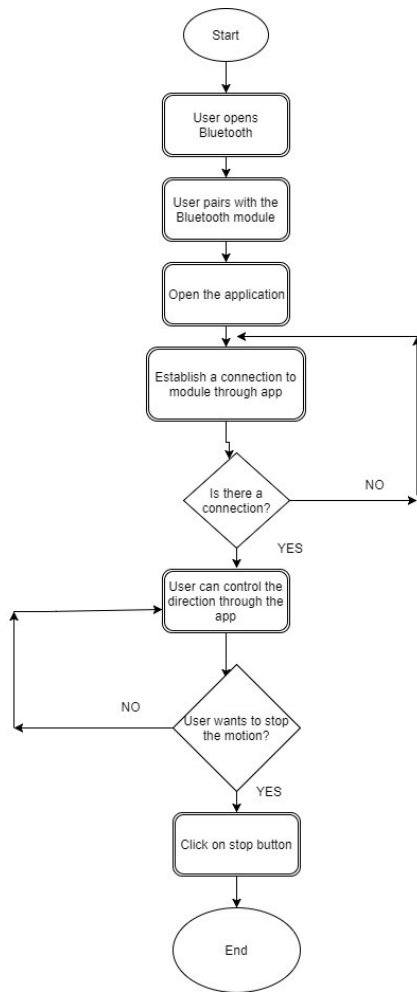 Start
User opens
Bluetooth
User pairs with the
Bluetooth module
Open the application
Establish a connection to
module through app
Is there a
connection?
NO
YES
User can control the
direction through the
app
NO
User wants to stop
the motion?
YES
Click on stop button
End